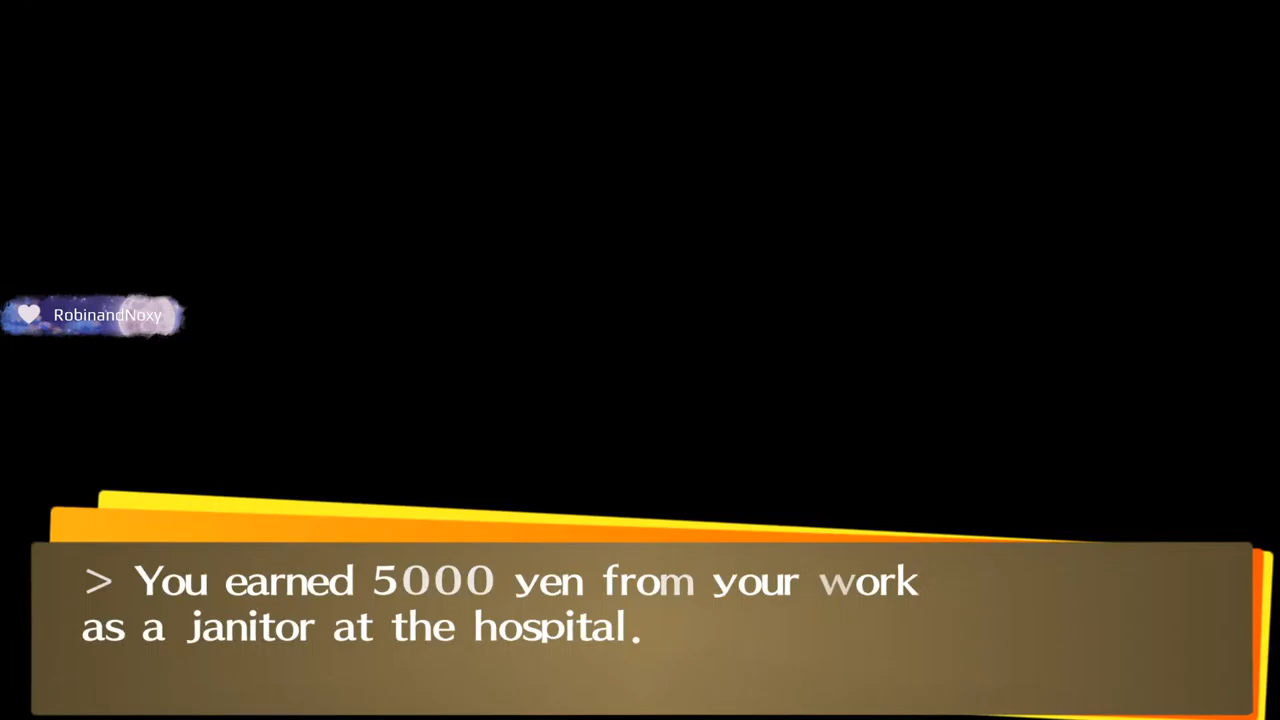 RobinandNoxy
> You earned 5000 yen from your work
as a janitor at the hospital.